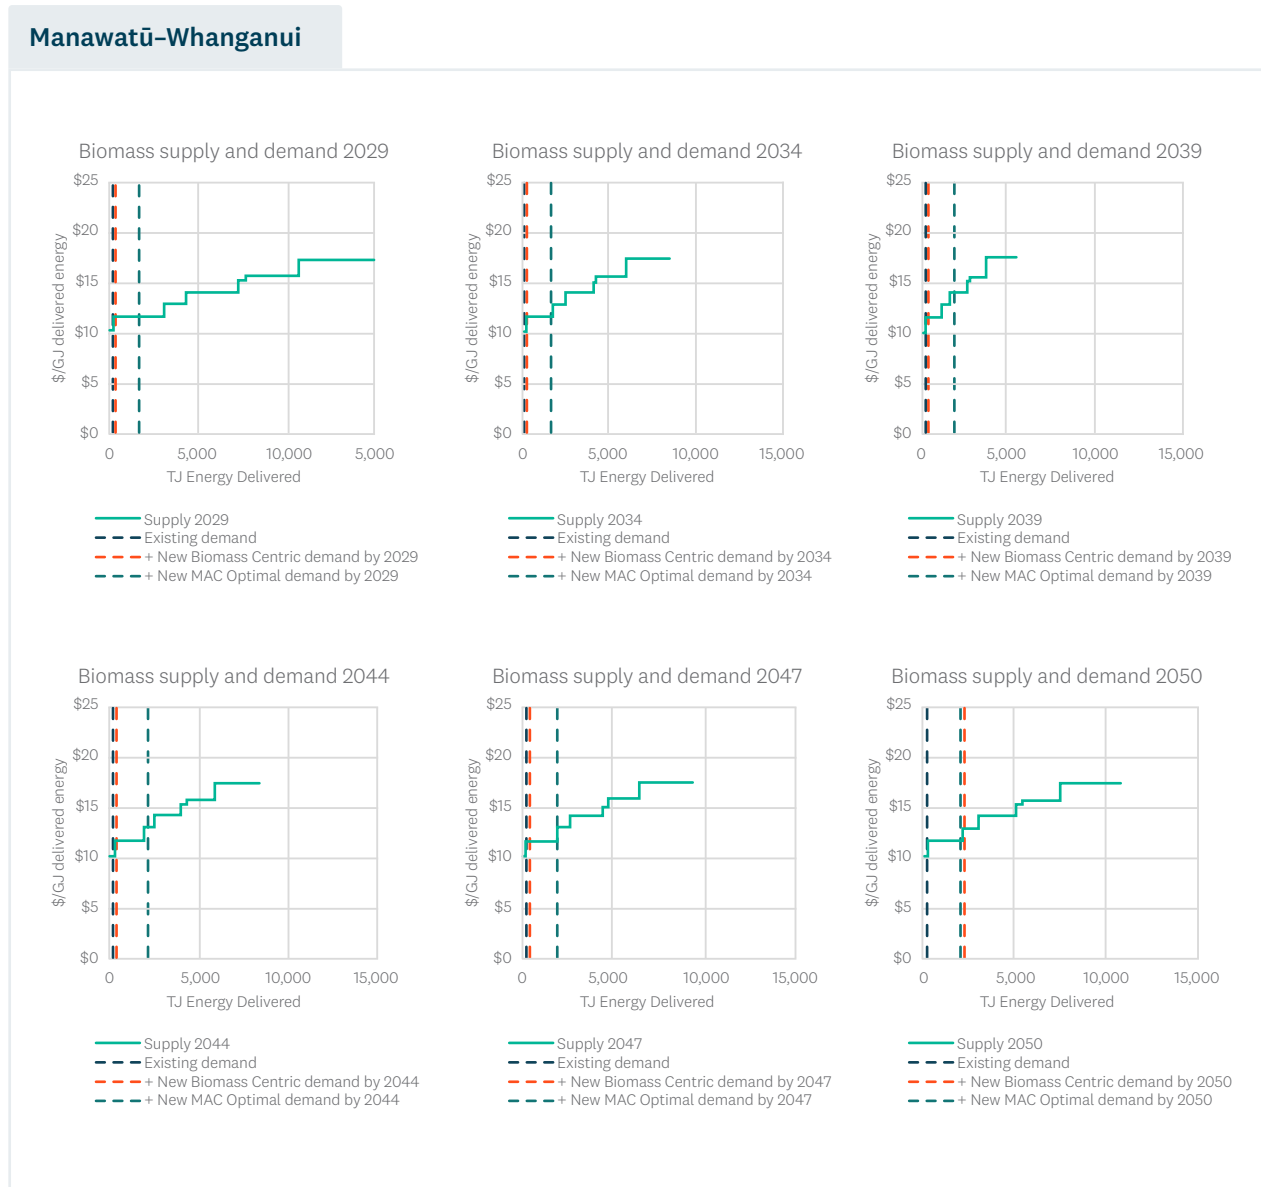 Manawatū–Whanganui
Biomass supply and demand 2029
$25
$20
$15
$10
$5
$0
$/GJ delivered energy
0 5,000 10,000 5,000
TJ Energy Delivered
Supply 2029
Existing demand
+ New Biomass Centric demand by 2029
+ New MAC Optimal demand by 2029
Biomass supply and demand 2034
$25
$20
$15
$10
$5
$0
$/GJ delivered energy
0 5,000 10,000 15,000
TJ Energy Delivered
Supply 2034
Existing demand
+ New Biomass Centric demand by 2034
+ New MAC Optimal demand by 2034
Biomass supply and demand 2039
$25
$20
$15
$10
$5
$0
$/GJ delivered energy
0 5,000 10,000 15,000
TJ Energy Delivered
Supply 2039
Existing demand
+ New Biomass Centric demand by 2039
+ New MAC Optimal demand by 2039
Biomass supply and demand 2044
$25
$20
$15
$10
$5
$0
$/GJ delivered energy
0 5,000 10,000 15,000
TJ Energy Delivered
Supply 2044
Existing demand
+ New Biomass Centric demand by 2044
+ New MAC Optimal demand by 2044
Biomass supply and demand 2047
$25
$20
$15
$10
$5
$0
$/GJ delivered energy
0 5,000 10,000 15,000
TJ Energy Delivered
Supply 2047
Existing demand
+ New Biomass Centric demand by 2047
+ New MAC Optimal demand by 2047
Biomass supply and demand 2050
$25
$20
$15
$10
$5
$0
$/GJ delivered energy
0 5,000 10,000 15,000
TJ Energy Delivered
Supply 2050
Existing demand
+ New Biomass Centric demand by 2050
+ New MAC Optimal demand by 2050